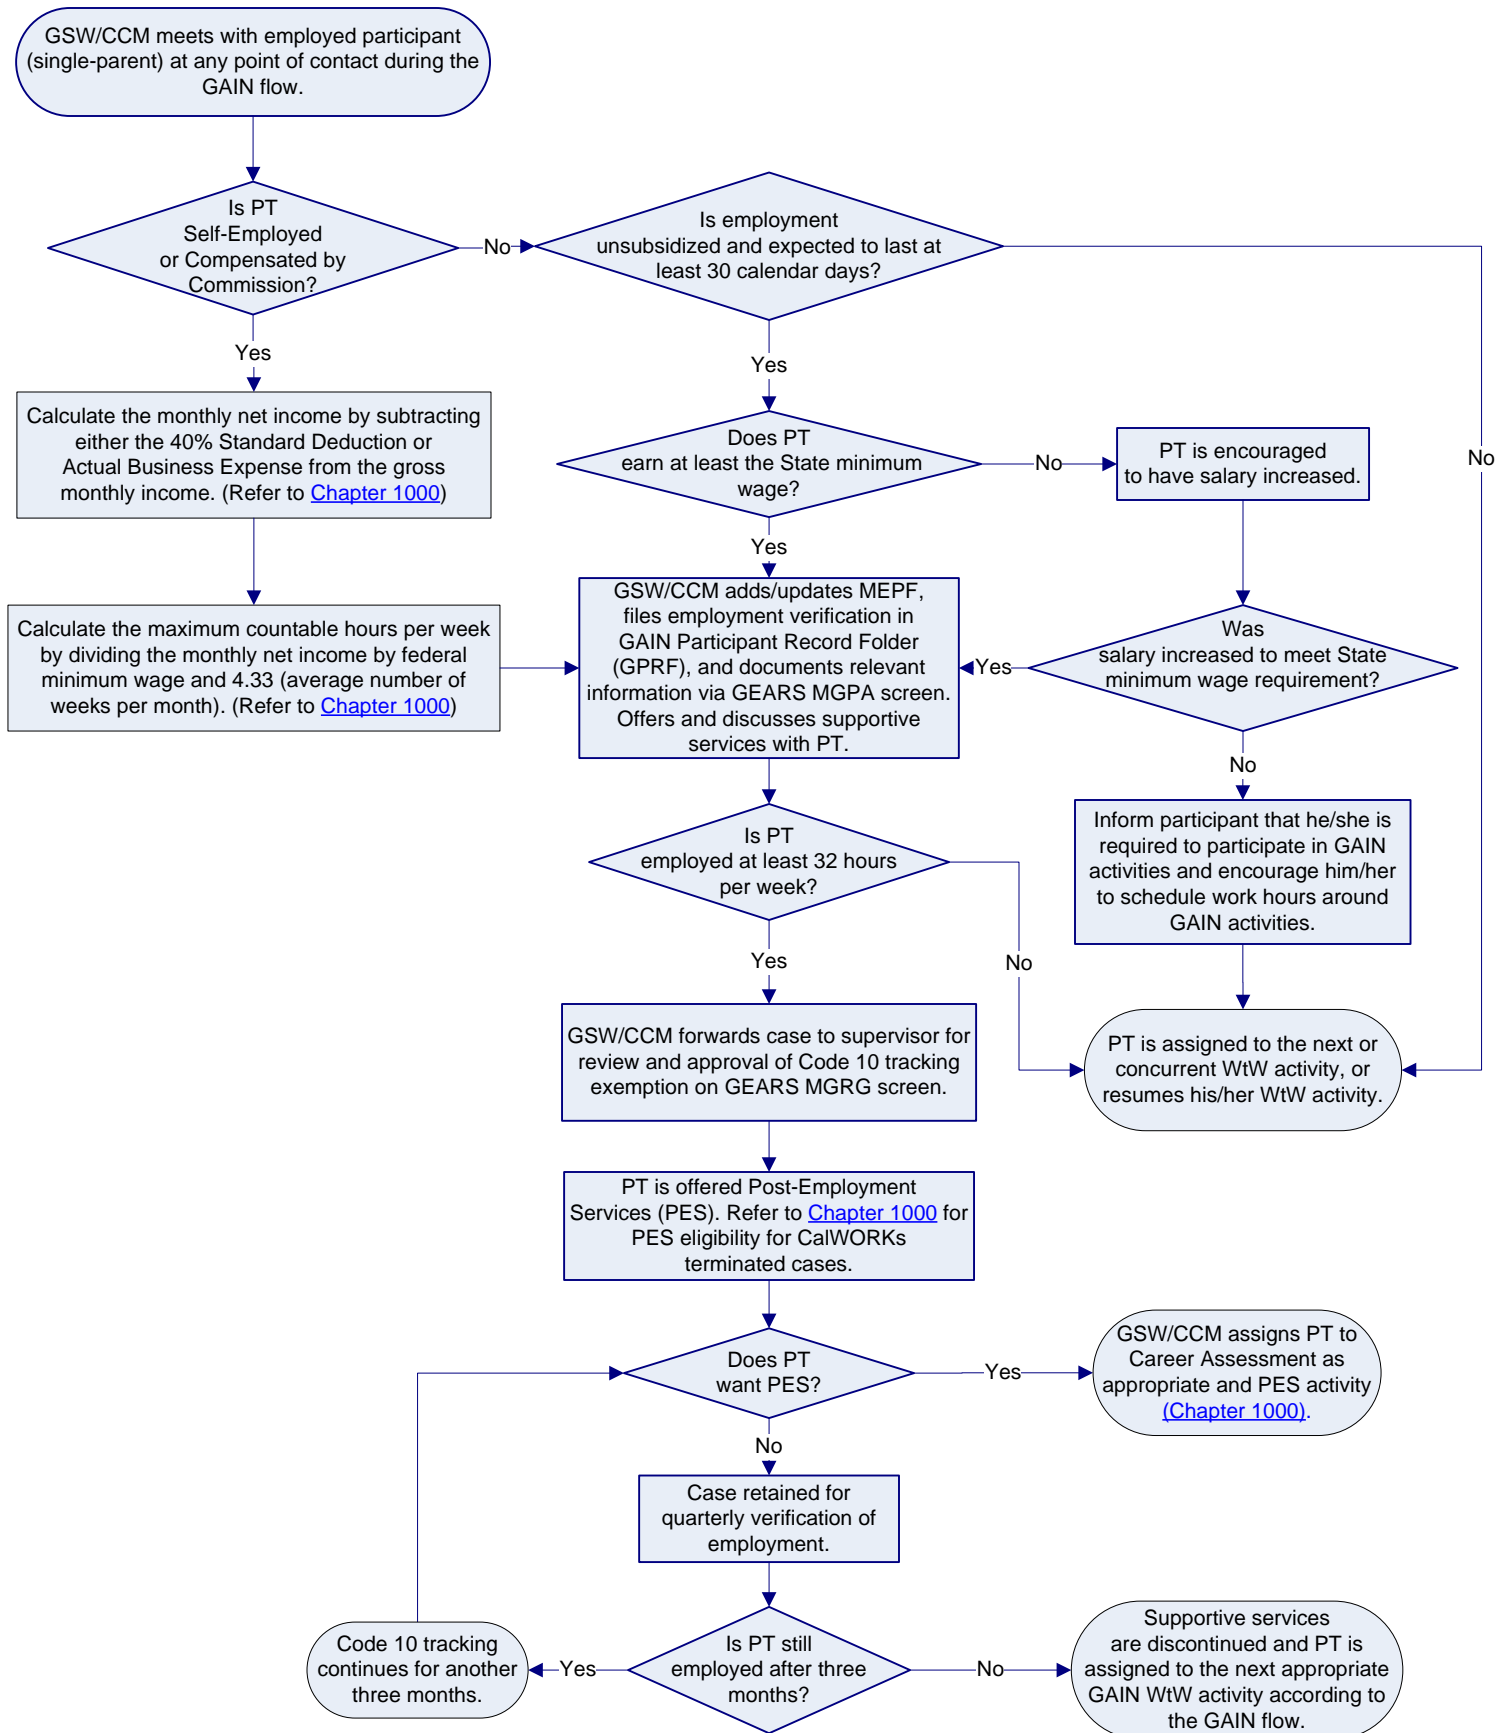 GSW/CCM meets with employed participant
(single-parent) at any point of contact during the
GAIN flow.
Is PT
Self-Employed
or Compensated by
Commission?
No
Is employment
unsubsidized and expected to last at
least 30 calendar days?
Yes
Yes
No
Calculate the monthly net income by subtracting
either the 40% Standard Deduction or
Actual Business Expense from the gross
monthly income. (Refer to Chapter 1000)
Does PT
earn at least the State minimum
wage?
No
PT is encouraged
to have salary increased.
Yes
Calculate the maximum countable hours per week
by dividing the monthly net income by federal
minimum wage and 4.33 (average number of
weeks per month). (Refer to Chapter 1000)
GSW/CCM adds/updates MEPF,
files employment verification in
GAIN Participant Record Folder
(GPRF), and documents relevant
information via GEARS MGPA screen.
Offers and discusses supportive
services with PT.
Yes
Was
salary increased to meet State
minimum wage requirement?
No
Is PT
employed at least 32 hours
per week?
Inform participant that he/she is
required to participate in GAIN
activities and encourage him/her
to schedule work hours around
GAIN activities.
Yes
No
GSW/CCM forwards case to supervisor for
review and approval of Code 10 tracking
exemption on GEARS MGRG screen.
PT is assigned to the next or
concurrent WtW activity, or
resumes his/her WtW activity.
PT is offered Post-Employment
Services (PES). Refer to Chapter 1000 for
PES eligibility for CalWORKs
terminated cases.
Does PT
want PES?
Yes
GSW/CCM assigns PT to
Career Assessment as
appropriate and PES activity
(Chapter 1000).
No
Case retained for
quarterly verification of
employment.
Code 10 tracking
continues for another
three months.
Yes
Is PT still
employed after three
months?
No
Supportive services
are discontinued and PT is
assigned to the next appropriate
GAIN WtW activity according to
the GAIN flow.